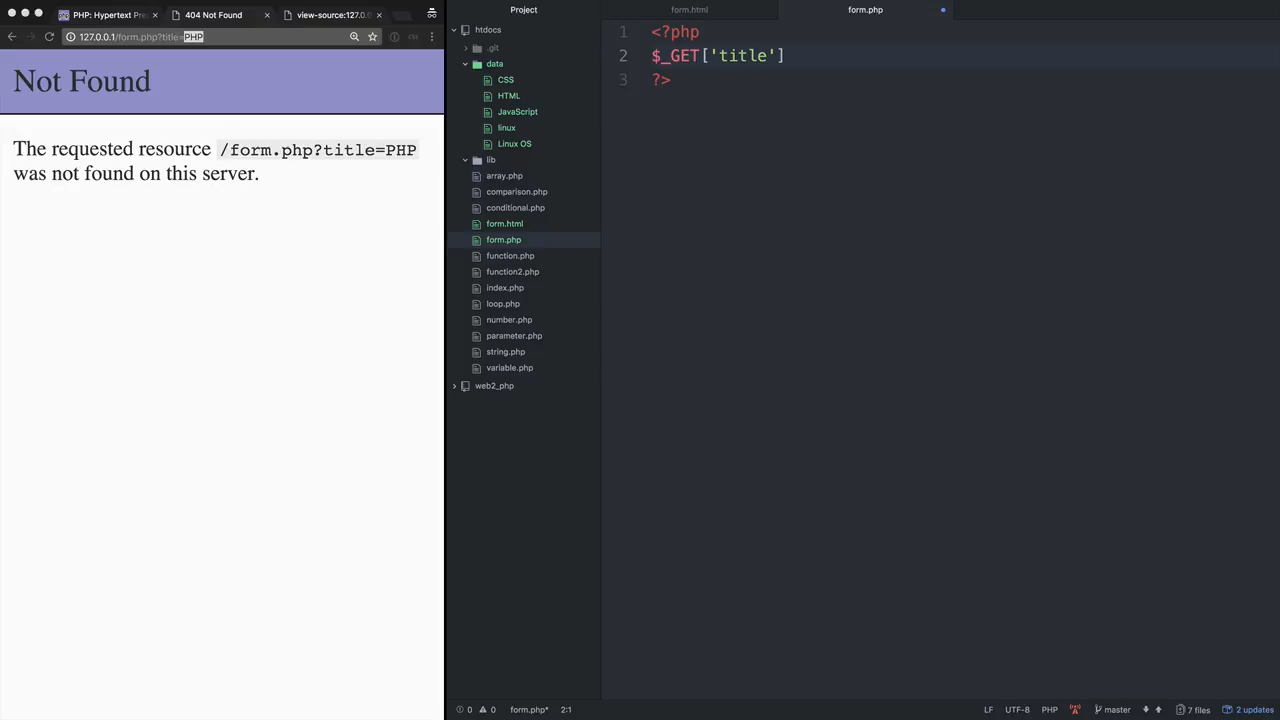 PHP: Hypertext Pre
404 Not Found
view-source:127.0.0
127.0.0.1/form.php?title=PHP
Not Found
The requested resource /form.php?title=PHP
was not found on this server.
Project
htdocs
.git
data
CSS
HTML
JavaScript
linux
Linux OS
lib
array.php
comparison.php
conditional.php
form.html
form.php
function.php
function2.php
index.php
loop.php
number.php
parameter.php
string.php
variable.php
web2_php
form.html
form.php
1 <?php
2 $_GET['title']
3 ?>
0 0 form.php* 2:1
LF UTF-8 PHP master 7 files 2 updates